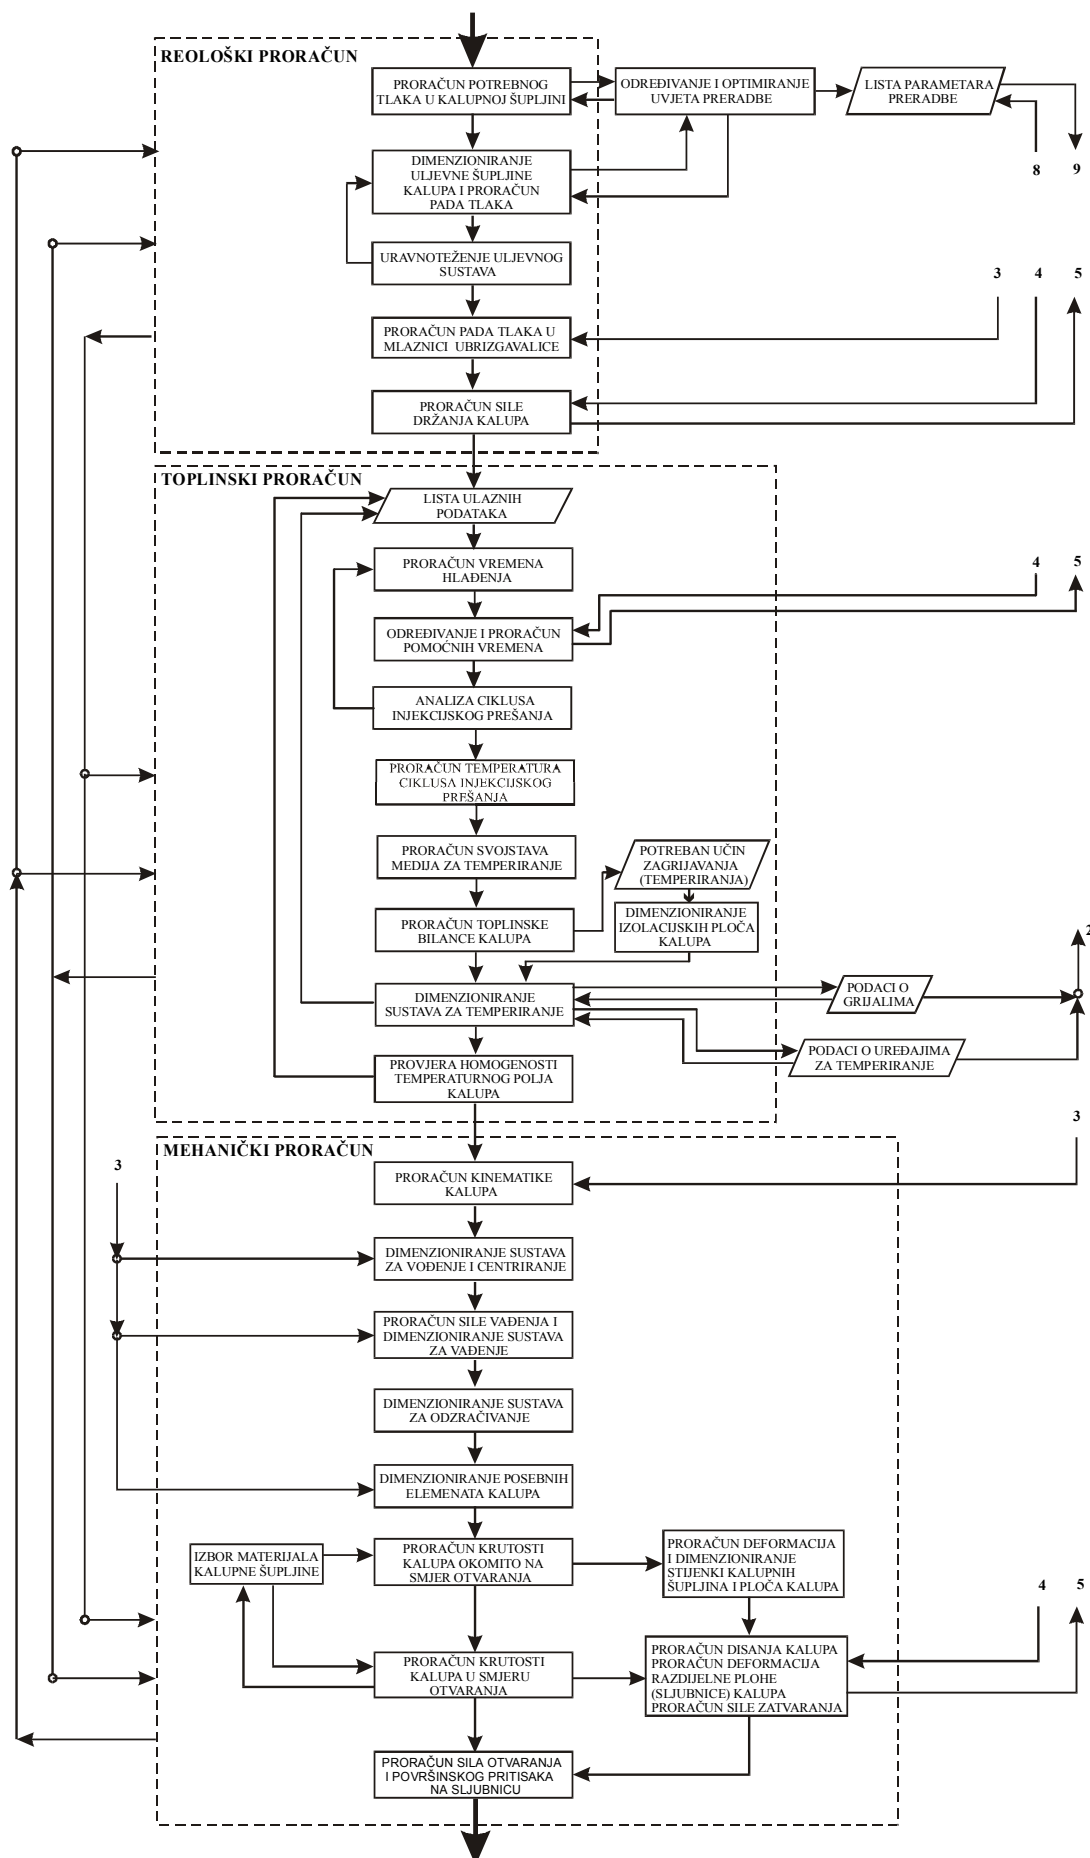 REOLOŠKI PRORAČUN
PRORAČUN POTREBNOG
TLAKA U KALUPNOJ ŠUPLJINI
ODREĐIVANJE I OPTIMIRANJE
UVJETA PRERADBE
LISTA PARAMETARA
PRERADBE
8
9
DIMENZIONIRANJE
ULJEVNE ŠUPLJINE
KALUPA I PRORAČUN
PADA TLAKA
URAVNOTEŽENJE ULJEVNOG
SUSTAVA
3
4
5
PRORAČUN PADA TLAKA U
MLAZNICI UBRIZGAVALICE
PRORAČUN SILE
DRŽANJA KALUPA
TOPLINSKI PRORAČUN
LISTA ULAZNIH
PODATAKA
PRORAČUN VREMENA
HLAĐENJA
4
5
ODREĐIVANJE I PRORAČUN
POMOĆNIH VREMENA
ANALIZA CIKLUSA
INJEKCIJSKOG PREŠANJA
PRORAČUN TEMPERATURA
CIKLUSA INJEKCIJSKOG
PREŠANJA
PRORAČUN SVOJSTAVA
MEDIJA ZA TEMPERIRANJE
POTREBAN UČIN
ZAGRIJAVANJA
(TEMPERIRANJA)
PRORAČUN TOPLINSKE
BILANCE KALUPA
DIMENZIONIRANJE
IZOLACIJSKIH PLOČA
KALUPA
2
DIMENZIONIRANJE
SUSTAVA ZA TEMPERIRANJE
PODACI O
GRIJALIMA
PODACI O UREĐAJIMA
ZA TEMPERIRANJE
PROVJERA HOMOGENOSTI
TEMPERATURNOG POLJA
KALUPA
MEHANIČKI PRORAČUN
3
3
PRORAČUN KINEMATIKE
KALUPA
DIMENZIONIRANJE SUSTAVA
ZA VOĐENJE I CENTRIRANJE
PRORAČUN SILE VAĐENJA I
DIMENZIONIRANJE SUSTAVA
ZA VAĐENJE
DIMENZIONIRANJE SUSTAVA
ZA ODZRAČIVANJE
DIMENZIONIRANJE POSEBNIH
ELEMENATA KALUPA
IZBOR MATERIJALA
KALUPNE ŠUPLJINE
PRORAČUN KRUTOSTI
KALUPA OKOMITO NA
SMJER OTVARANJA
PRORAČUN DEFORMACIJA
I DIMENZIONIRANJE
STIJENKI KALUPNIH
ŠUPLJINA I PLOČA KALUPA
4
5
PRORAČUN KRUTOSTI
KALUPA U SMJERU
OTVARANJA
PRORAČUN DISANJA KALUPA
PRORAČUN DEFORMACIJA
RAZDIJELNE PLOHE
(SLJUBNICE) KALUPA
PRORAČUN SILE ZATVARANJA
PRORAČUN SILA OTVARANJA
I POVRŠINSKOG PRITISAKA
NA SLJUBNICU